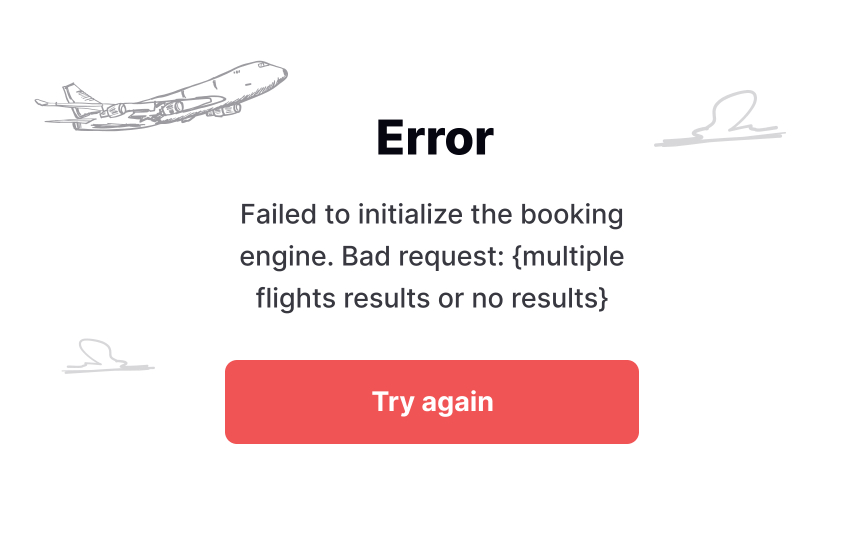 Error
Failed to initialize the booking
engine. Bad request: {multiple
flights results or no results}
Try again